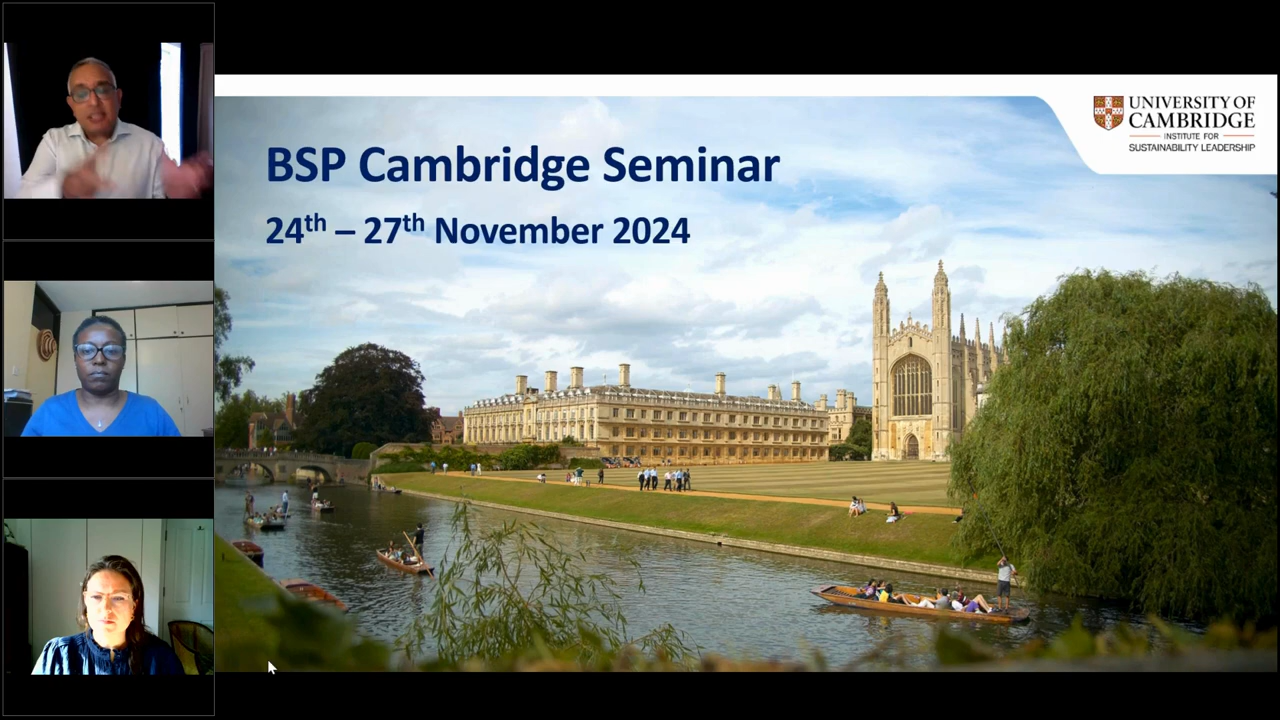 BSP Cambridge Seminar
24th – 27th November 2024
UNIVERSITY OF
CAMBRIDGE
INSTITUTE FOR
SUSTAINABILITY LEADERSHIP